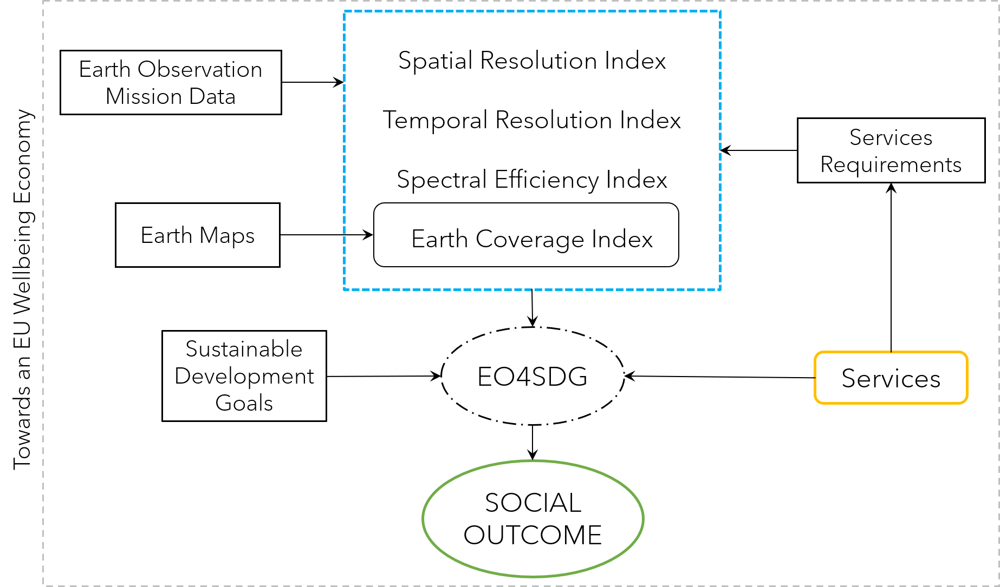 Towards an EU Wellbeing Economy
Earth Observation
Mission Data
Spatial Resolution Index
Temporal Resolution Index
Spectral Efficiency Index
Earth Coverage Index
Services
Requirements
Earth Maps
Sustainable
Development
Goals
EO4SDG
Services
SOCIAL
OUTCOME